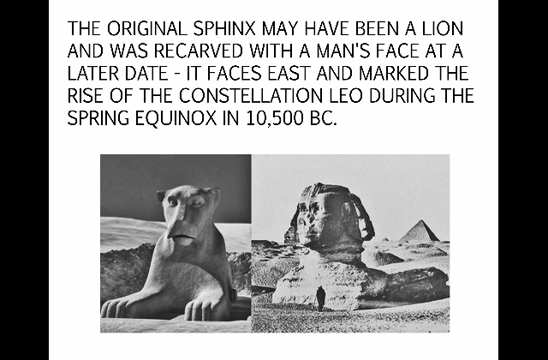 THE ORIGINAL SPHINX MAY HAVE BEEN A LION
AND WAS RECARVED WITH A MAN'S FACE AT A
LATER DATE - IT FACES EAST AND MARKED THE
RISE OF THE CONSTELLATION LEO DURING THE
SPRING EQUINOX IN 10,500 BC.